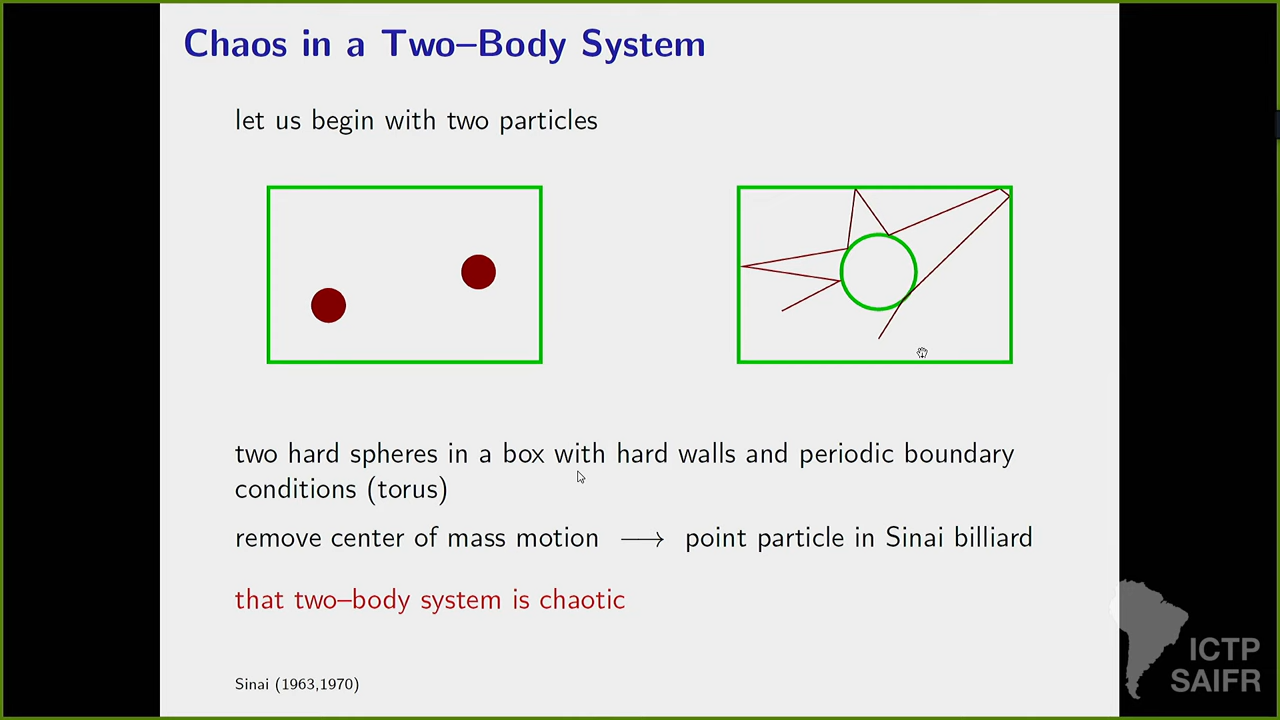 Chaos in a Two–Body System
let us begin with two particles
two hard spheres in a box with hard walls and periodic boundary
conditions (torus)
remove center of mass motion ⟶ point particle in Sinai billiard
that two–body system is chaotic
Sinai (1963,1970)
ICTP
SAIFR